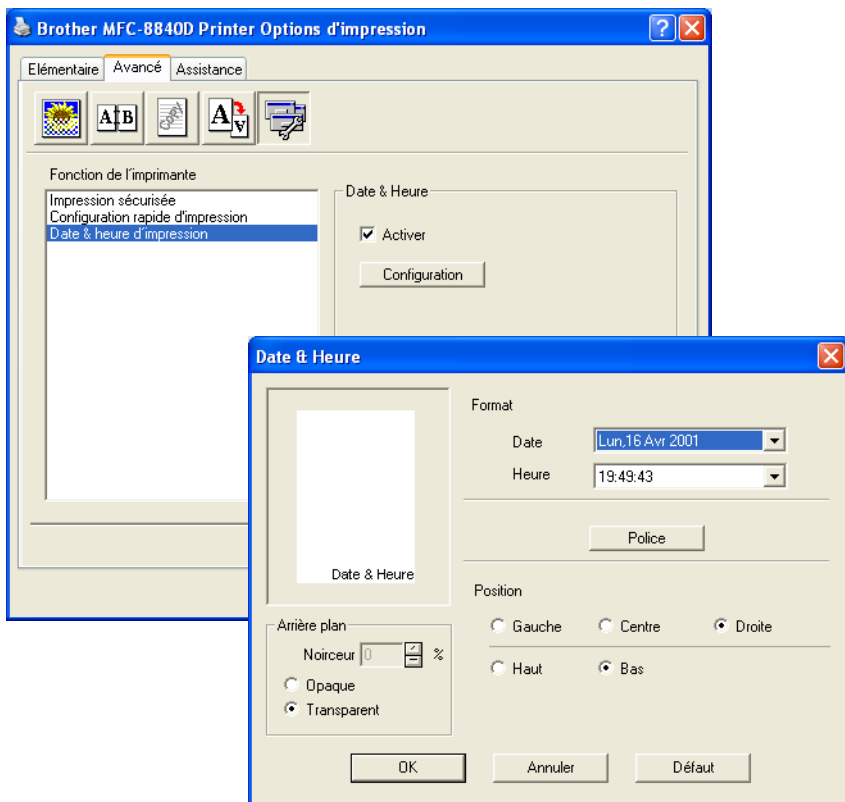 Brother MFC-8840D Printer Options d'impression
Elémentaire Avancé Assistance
A B
A A
Fonction de l'imprimante
Impression sécurisée
Configuration rapide d'impression
Date & heure d'impression
Date & Heure
Activer
Configuration
Date & Heure
Date & Heure
Format
Date Lun,16 Avr 2001
Heure 19:49:43
Police
Position
Gauche Centre Droite
Haut Bas
Arrière plan
Noirceur 0 %
Opaque
Transparent
OK Annuler Défaut